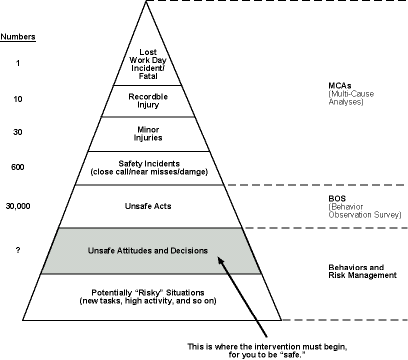 Numbers
1
Lost
Work Day
Incident/
Fatal
10
Recordble
Injury
MCAs
(Multi-Cause
Analyses)
30
Minor
Injuries
600
Safety Incidents
(close call/near misses/damge)
30,000
Unsafe Acts
BOS
(Behavior
Observation Survey)
?
Unsafe Attitudes and Decisions
Behaviors and
Risk Management
Potentially "Risky" Situations
(new tasks, high activity, and so on)
This is where the intervention must begin,
for you to be "safe."